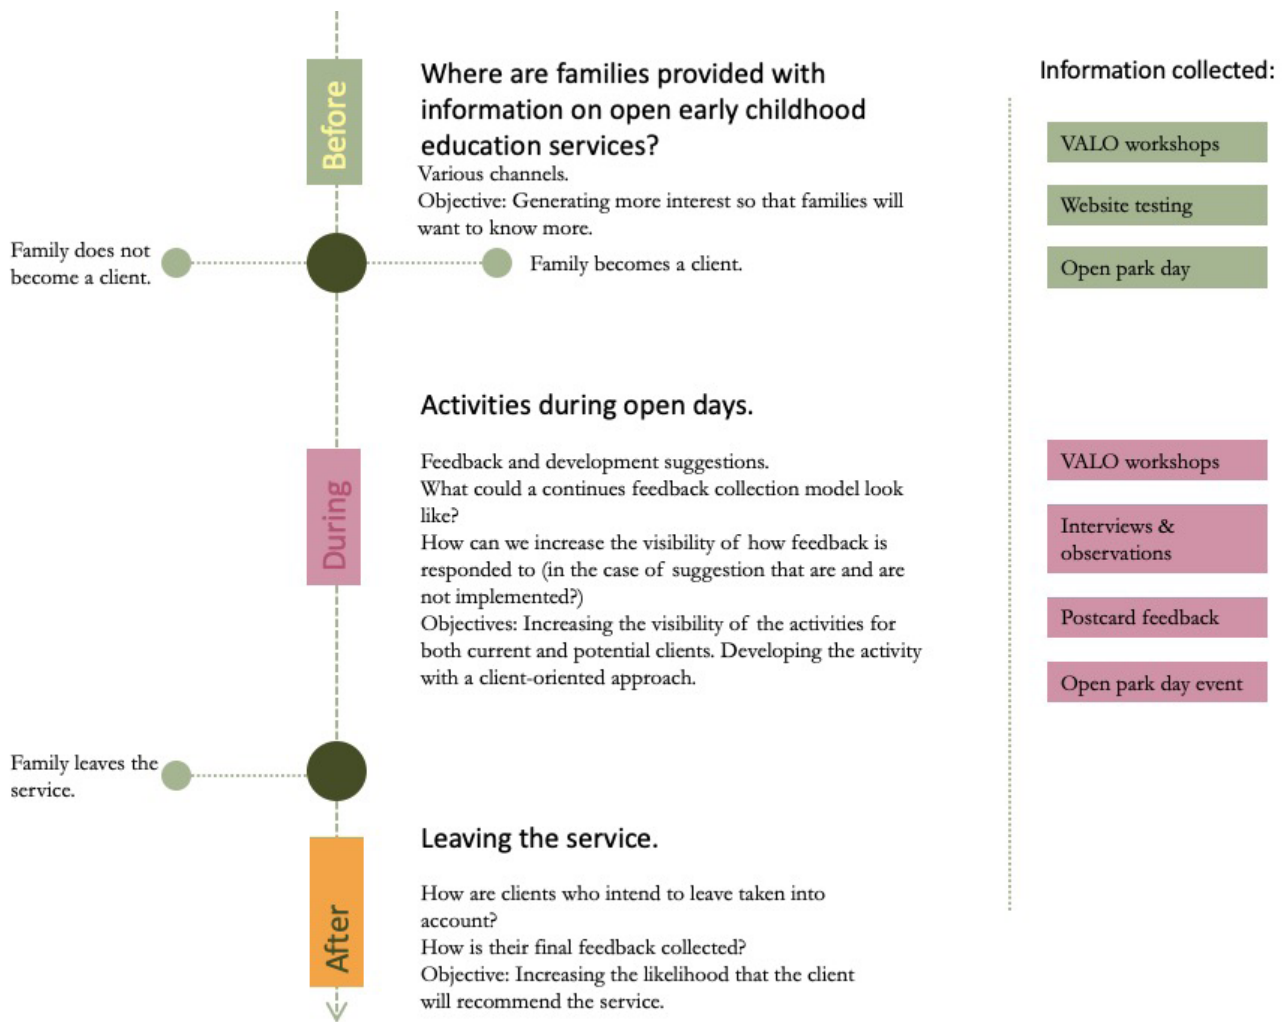 Before
Where are families provided with
information on open early childhood
education services?
Various channels.
Objective: Generating more interest so that families will
want to know more.
Family does not
become a client.
Family becomes a client.
Information collected:
VALO workshops
Website testing
Open park day
During
Activities during open days.
Feedback and development suggestions.
What could a continues feedback collection model look
like?
How can we increase the visibility of how feedback is
responded to (in the case of suggestion that are and are
not implemented?)
Objectives: Increasing the visibility of the activities for
both current and potential clients. Developing the activity
with a client-oriented approach.
VALO workshops
Interviews &
observations
Postcard feedback
Open park day event
Family leaves the
service.
After
Leaving the service.
How are clients who intend to leave taken into
account?
How is their final feedback collected?
Objective: Increasing the likelihood that the client
will recommend the service.